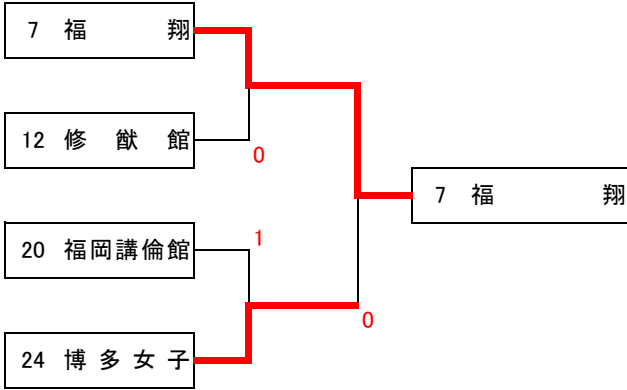 7 福 翔
12 修 猷 館
0
7 福 翔
20 福岡講倫館
1
0
24 博 多 女 子